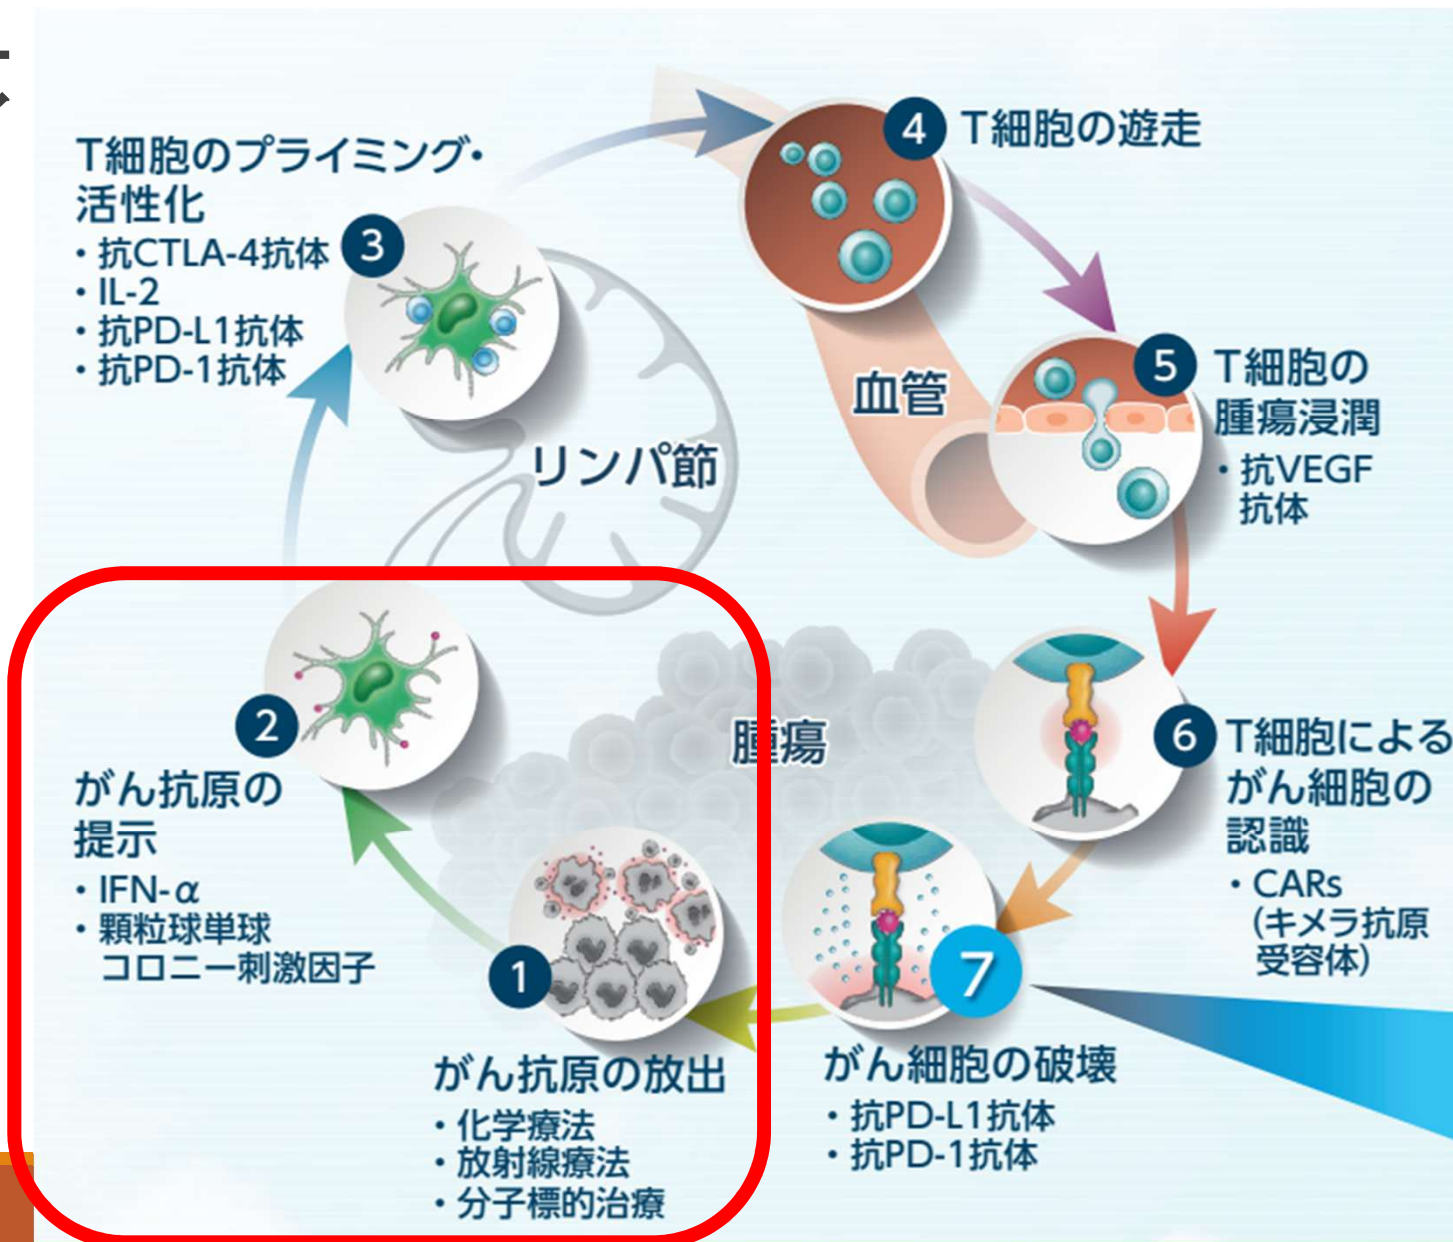 T細胞のプライミング・
活性化
・抗CTLA-4抗体
・IL-2
・抗PD-L1抗体
・抗PD-1抗体
3
4
T細胞の遊走
血管
5
T細胞の
腫瘍浸潤
・抗VEGF
抗体
リンパ節
2
がん抗原の
提示
・IFN-α
・顆粒球単球
コロニー刺激因子
腫瘍
6
T細胞による
がん細胞の
認識
・CARs
(キメラ抗原
受容体)
1
がん抗原の放出
・化学療法
・放射線療法
・分子標的治療
7
がん細胞の破壊
・抗PD-L1抗体
・抗PD-1抗体